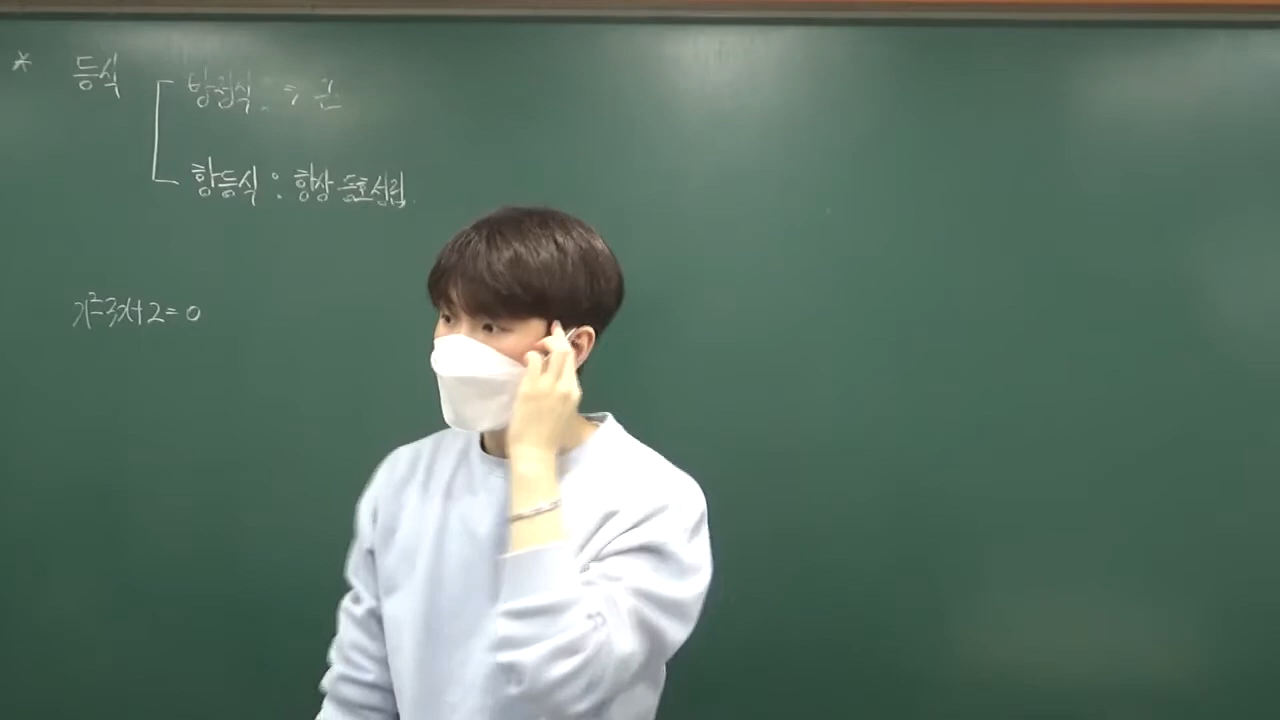 * 등식
방정식 : ⇒ 근
항등식 : 항상 등호성립
x²-3x+2=0